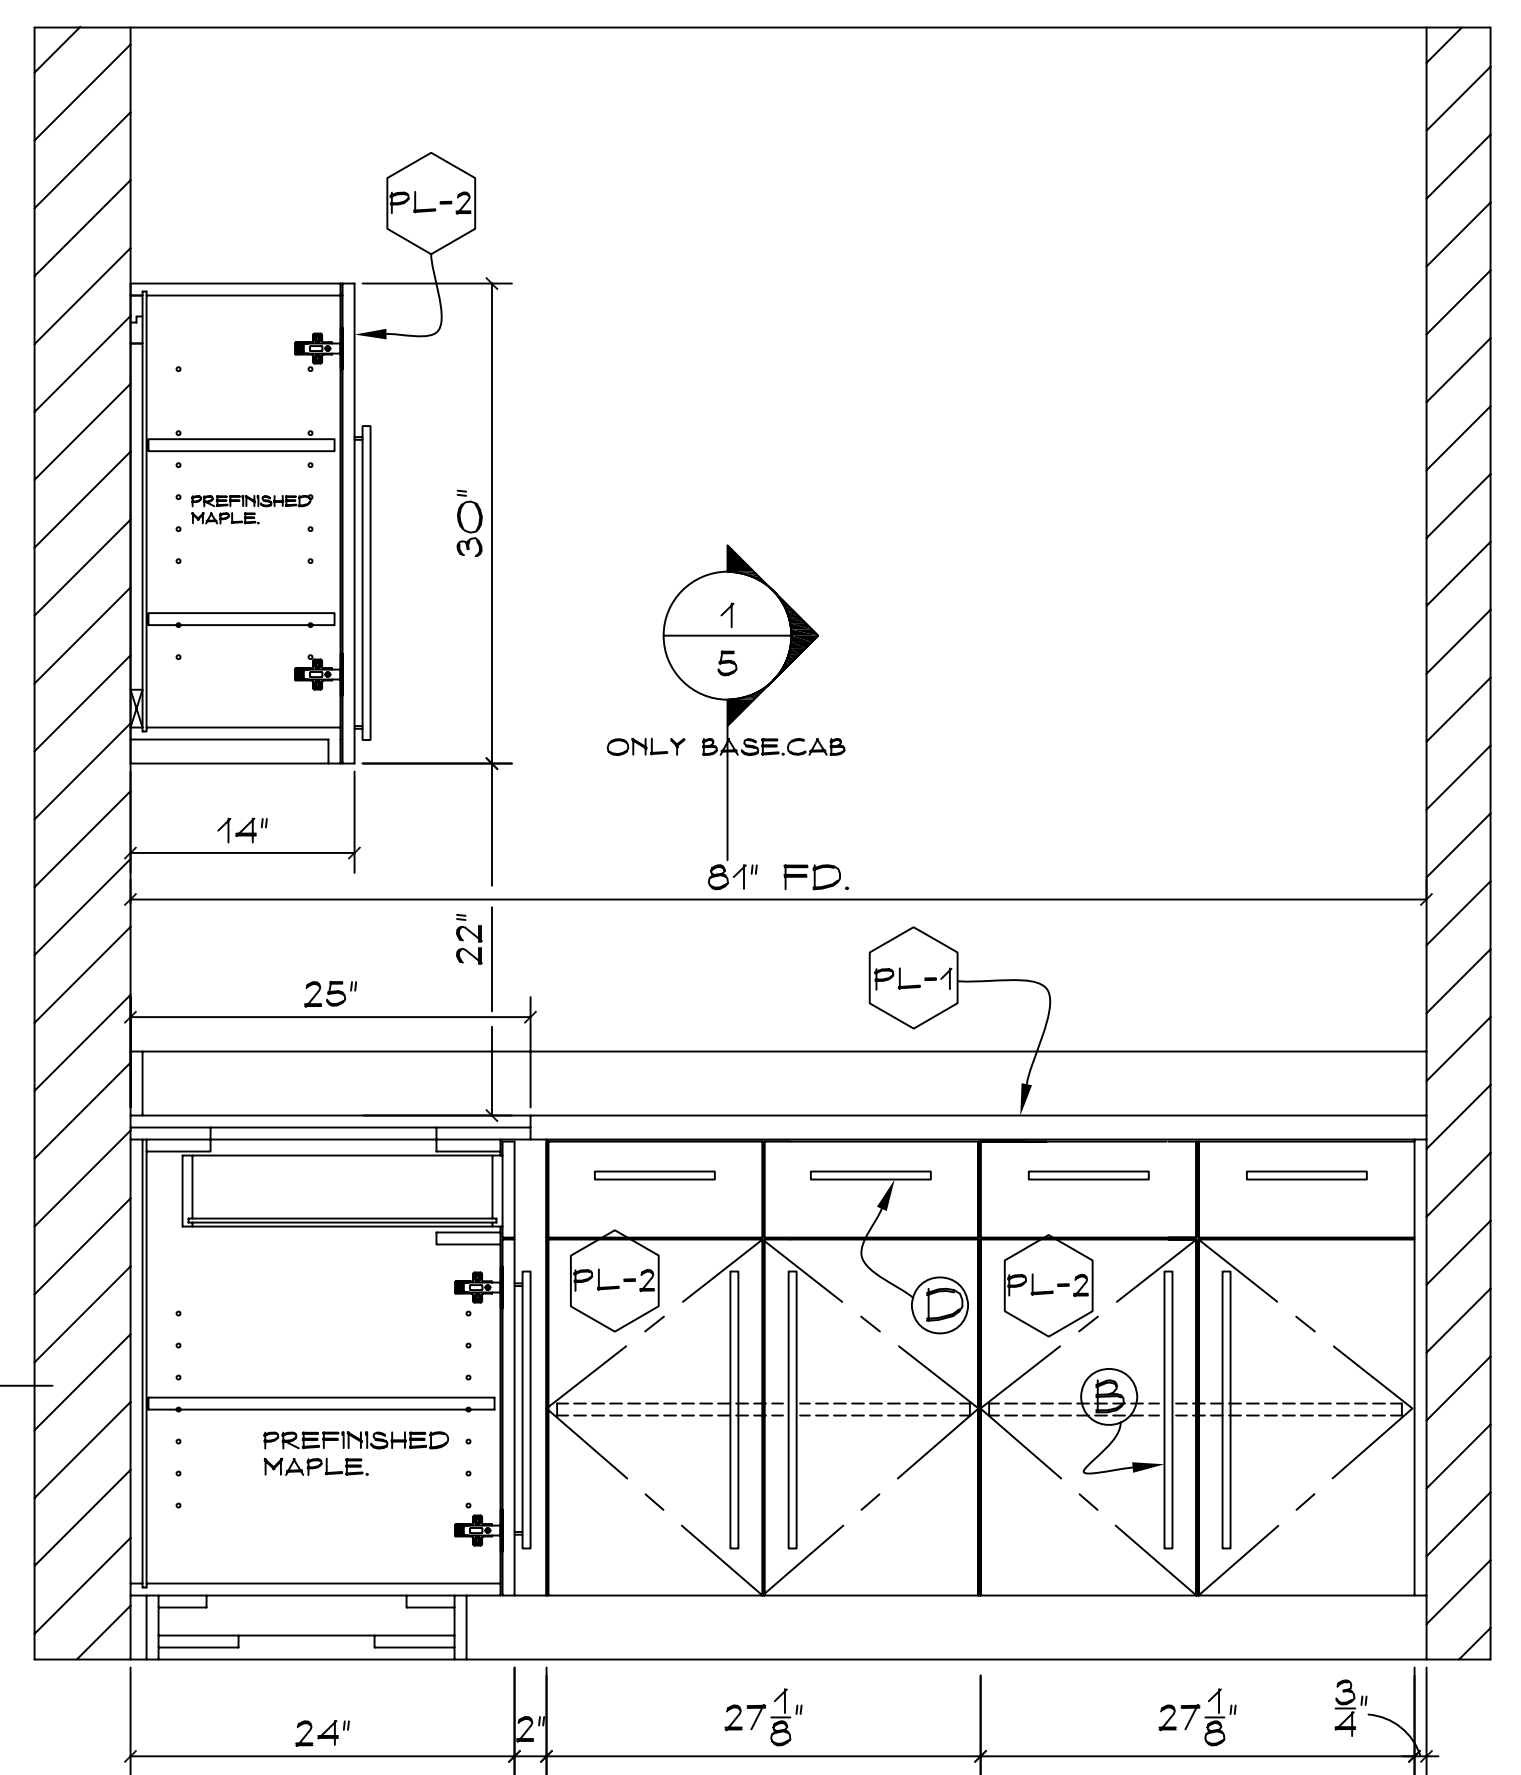 PL-2
PREFINISHED
MAPLE.
30"
1
5
ONLY BASE.CAB
14"
81" FD.
22"
PL-1
25"
PL-2
D
PL-2
B
PREFINISHED
MAPLE.
24"
2"
27 1/8"
27 1/8"
3/4"